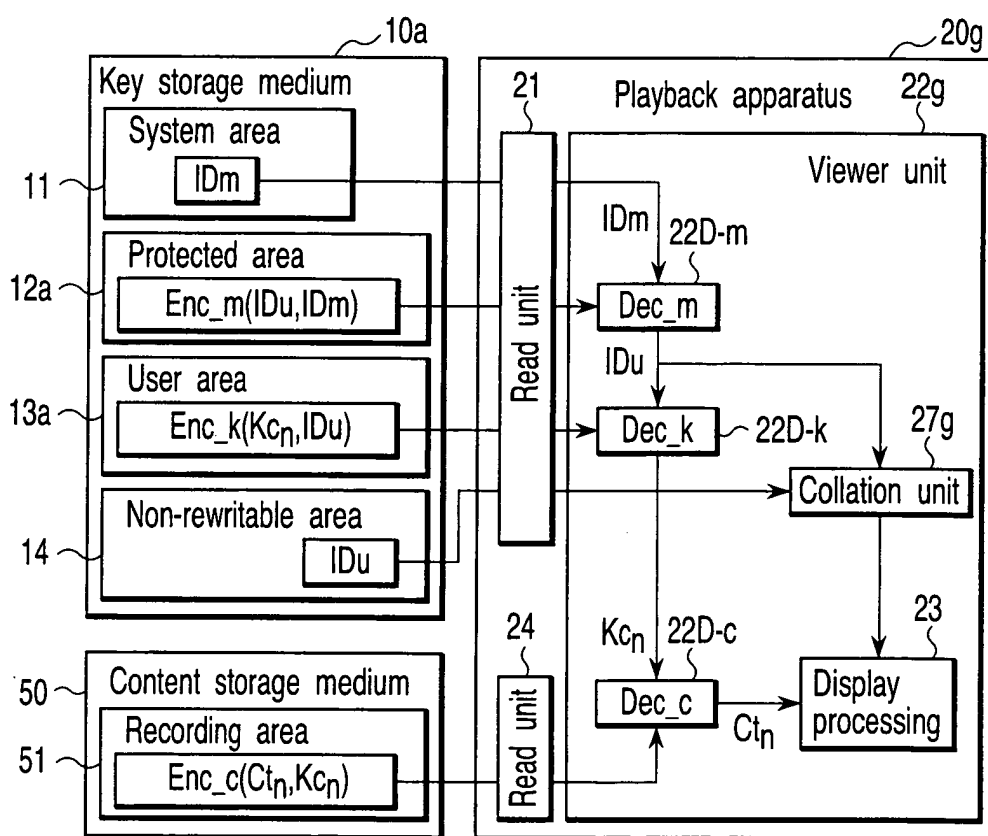 10a
20g
Key storage medium
21
Playback apparatus
22g
System area
IDm
11
Viewer unit
IDm
22D-m
Protected area
12a
Enc_m(IDu,IDm)
Read unit
Dec_m
IDu
User area
13a
Enc_k(Kcn,IDu)
Dec_k
22D-k
27g
Collation unit
Non-rewritable area
14
IDu
24
Kcn
22D-c
23
50
Content storage medium
Read unit
Dec_c
Ctn
Display
processing
Recording area
51
Enc_c(Ctn,Kcn)